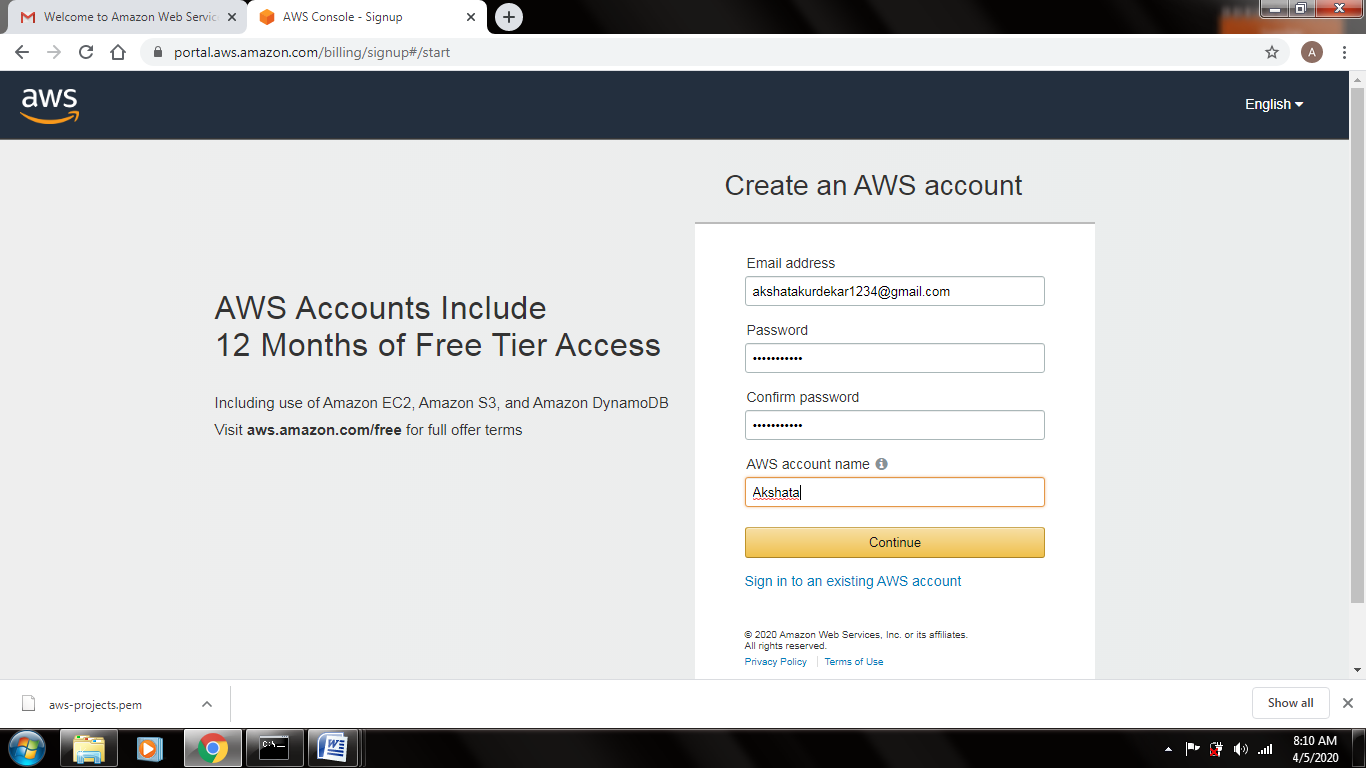 Welcome to Amazon Web Servic
AWS Console - Signup
portal.aws.amazon.com/billing/signup#/start
A
aws
English
Create an AWS account
AWS Accounts Include
12 Months of Free Tier Access
Including use of Amazon EC2, Amazon S3, and Amazon DynamoDB
Visit aws.amazon.com/free for full offer terms
Email address
akshatakurdekar1234@gmail.com
Password
•••••••••••
Confirm password
•••••••••••
AWS account name
Akshata
Continue
Sign in to an existing AWS account
© 2020 Amazon Web Services, Inc. or its affiliates.
All rights reserved.
Privacy Policy | Terms of Use
aws-projects.pem
Show all
8:10 AM
4/5/2020